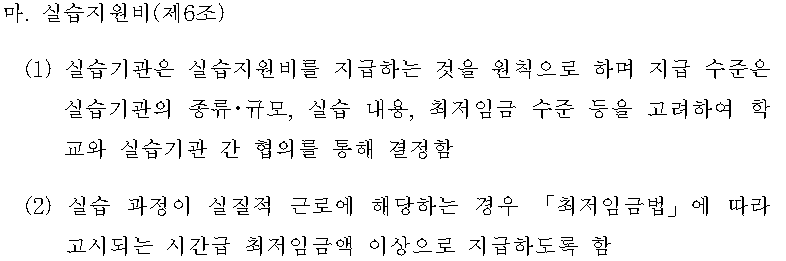 마. 실습지원비(제6조)
(1) 실습기관은 실습지원비를 지급하는 것을 원칙으로 하며 지급 수준은
실습기관의 종류·규모, 실습 내용, 최저임금 수준 등을 고려하여 학
교와 실습기관 간 협의를 통해 결정함
(2) 실습 과정이 실질적 근로에 해당하는 경우 「최저임금법」에 따라
고시되는 시간급 최저임금액 이상으로 지급하도록 함